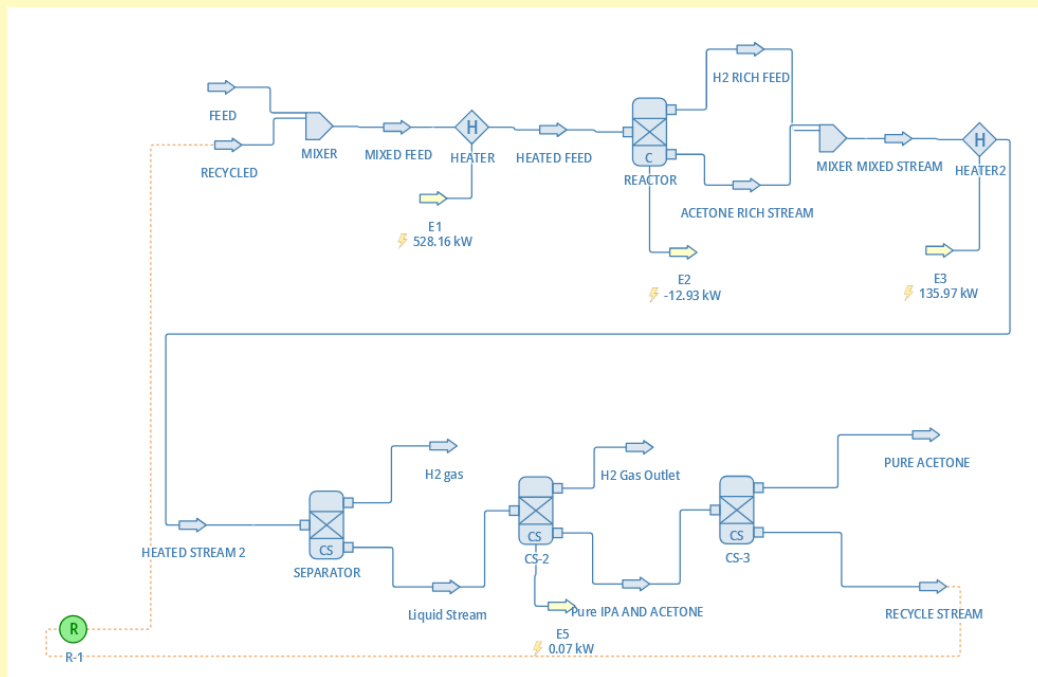 H2 RICH FEED
FEED
H
H
MIXER
MIXED FEED
HEATER
HEATED FEED
C
REACTOR
MIXER MIXED STREAM
HEATER2
RECYCLED
ACETONE RICH STREAM
E1
528.16 kW
E2
-12.93 kW
E3
135.97 kW
PURE ACETONE
H2 gas
H2 Gas Outlet
HEATED STREAM 2
CS
SEPARATOR
CS
CS-2
CS
CS-3
Liquid Stream
Pure IPA AND ACETONE
RECYCLE STREAM
E5
0.07 kW
R
R-1